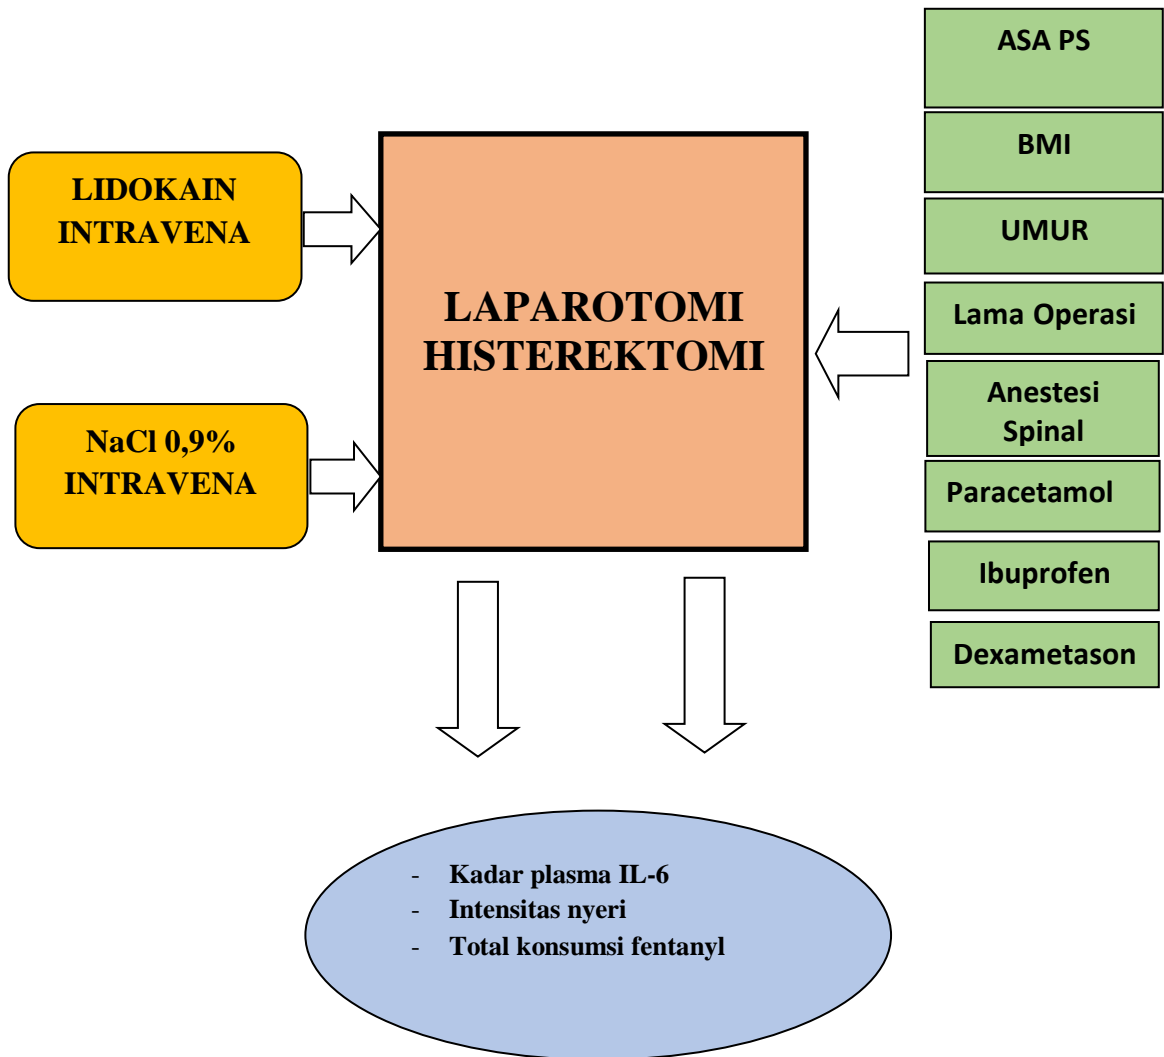 LIDOKAIN
INTRAVENA
NaCl 0,9%
INTRAVENA
LAPAROTOMI
HISTEREKTOMI
ASA PS
BMI
UMUR
Lama Operasi
Anestesi
Spinal
Paracetamol
Ibuprofen
Dexametason
- Kadar plasma IL-6
- Intensitas nyeri
- Total konsumsi fentanyl